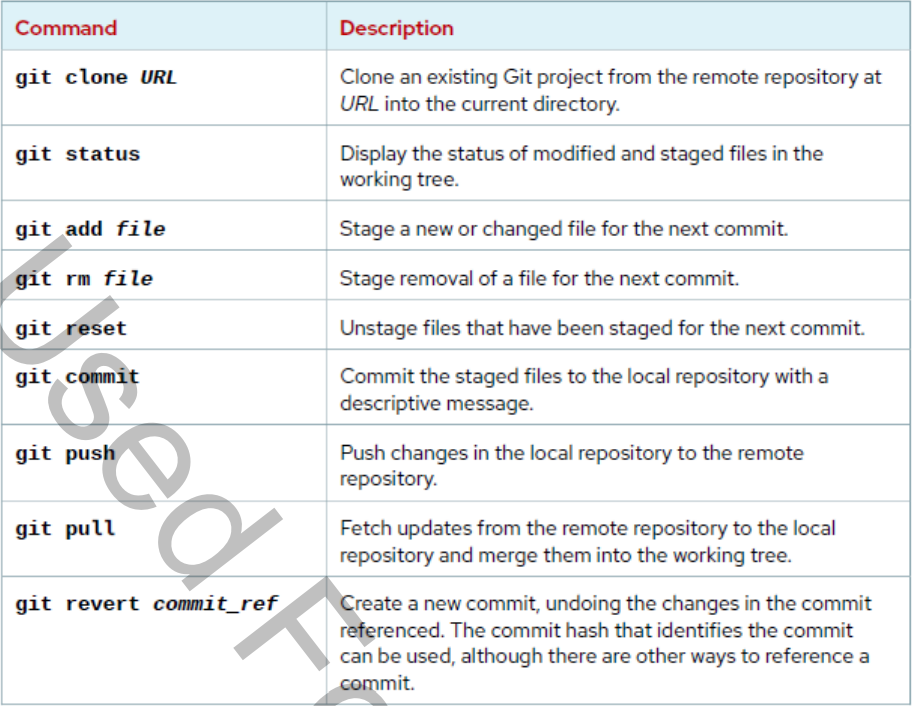 Command Description
git clone URL Clone an existing Git project from the remote repository at
URL into the current directory.
git status Display the status of modified and staged files in the
working tree.
git add file Stage a new or changed file for the next commit.
git rm file Stage removal of a file for the next commit.
git reset Unstage files that have been staged for the next commit.
git commit Commit the staged files to the local repository with a
descriptive message.
git push Push changes in the local repository to the remote
repository.
git pull Fetch updates from the remote repository to the local
repository and merge them into the working tree.
git revert commit_ref Create a new commit, undoing the changes in the commit
referenced. The commit hash that identifies the commit
can be used, although there are other ways to reference a
commit.
Used